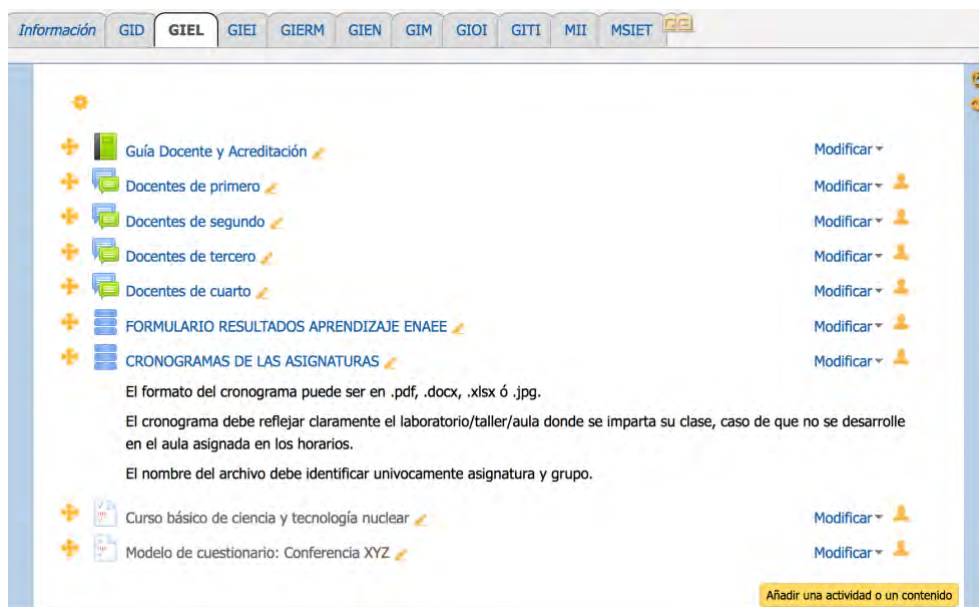 Información GID GIEL GIEI GIERM GIEN GIM GIOI GITI MII MSIET
Guía Docente y Acreditación Modificar
Docentes de primero Modificar
Docentes de segundo Modificar
Docentes de tercero Modificar
Docentes de cuarto Modificar
FORMULARIO RESULTADOS APRENDIZAJE ENAEE Modificar
CRONOGRAMAS DE LAS ASIGNATURAS Modificar
El formato del cronograma puede ser en .pdf, .docx, .xlsx ó .jpg.
El cronograma debe reflejar claramente el laboratorio/taller/aula donde se imparta su clase, caso de que no se desarrolle
en el aula asignada en los horarios.
El nombre del archivo debe identificar univocamente asignatura y grupo.
Curso básico de ciencia y tecnología nuclear Modificar
Modelo de cuestionario: Conferencia XYZ Modificar
Añadir una actividad o un contenido